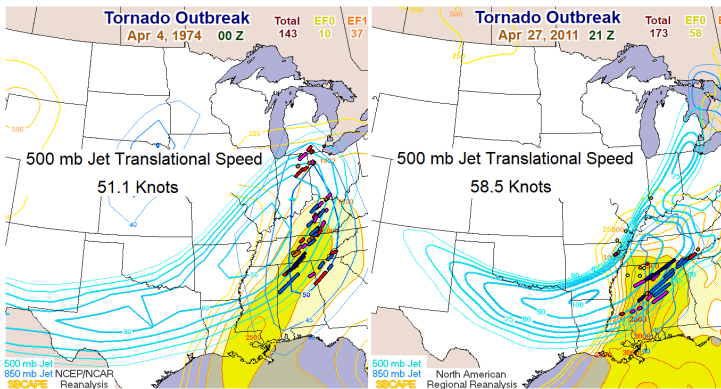 Tornado Outbreak
Apr 4, 1974 00 Z
Total 143
EF0 10
EF1 37
500 mb Jet Translational Speed
51.1 Knots
500 mb Jet
850 mb Jet
SBCAPE
NCEP/NCAR
Reanalysis
Tornado Outbreak
Apr 27, 2011 21 Z
Total 173
EF0 58
500 mb Jet Translational Speed
58.5 Knots
500 mb Jet
850 mb Jet
SBCAPE
North American
Regional Reanalysis